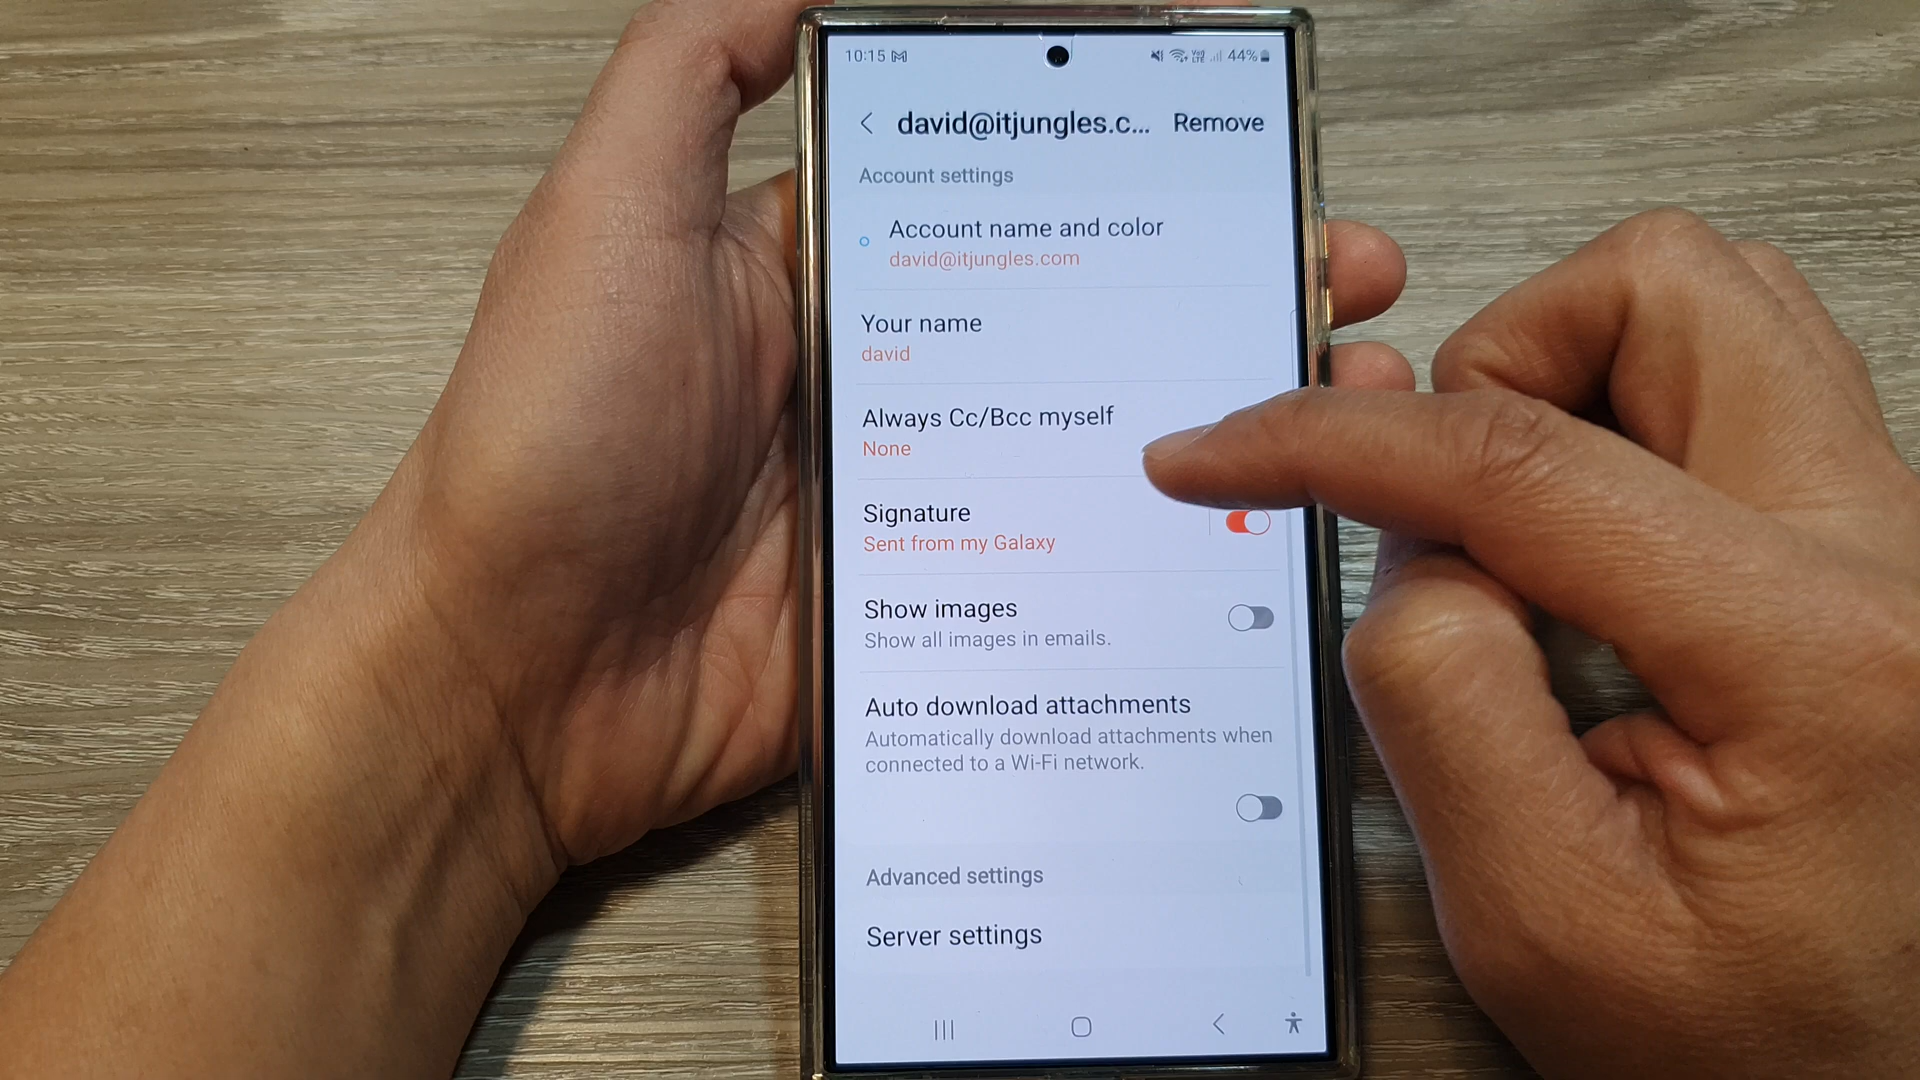 10:15
Vo9 LTE 44%
david@itjungles.c... Remove
Account settings
Account name and color
david@itjungles.com
Your name
david
Always Cc/Bcc myself
None
Signature
Sent from my Galaxy
Show images
Show all images in emails.
Auto download attachments
Automatically download attachments when
connected to a Wi-Fi network.
Advanced settings
Server settings